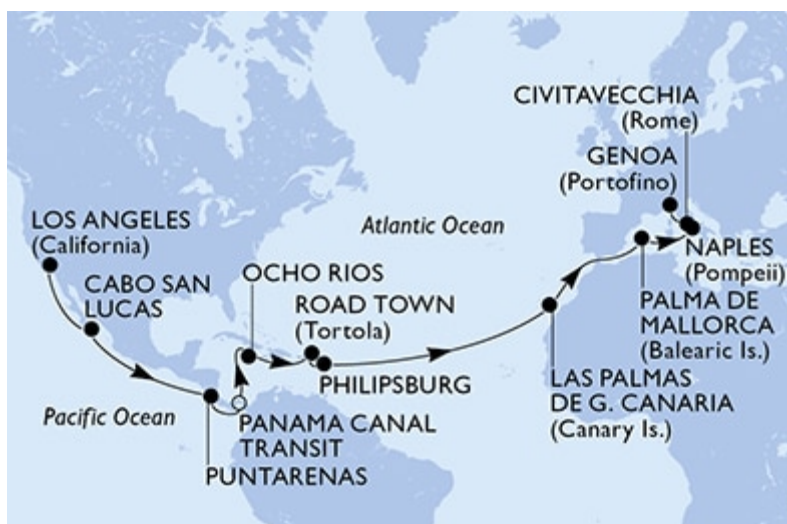 CIVITAVECCHIA
(Rome)
GENOA
(Portofino)
LOS ANGELES
(California)
Atlantic Ocean
NAPLES
(Pompeii)
CABO SAN
LUCAS
OCHO RIOS
ROAD TOWN
(Tortola)
PALMA DE
MALLORCA
(Balearic Is.)
PHILIPSBURG
LAS PALMAS
DE G. CANARIA
(Canary Is.)
Pacific Ocean
PANAMA CANAL
TRANSIT
PUNTARENAS